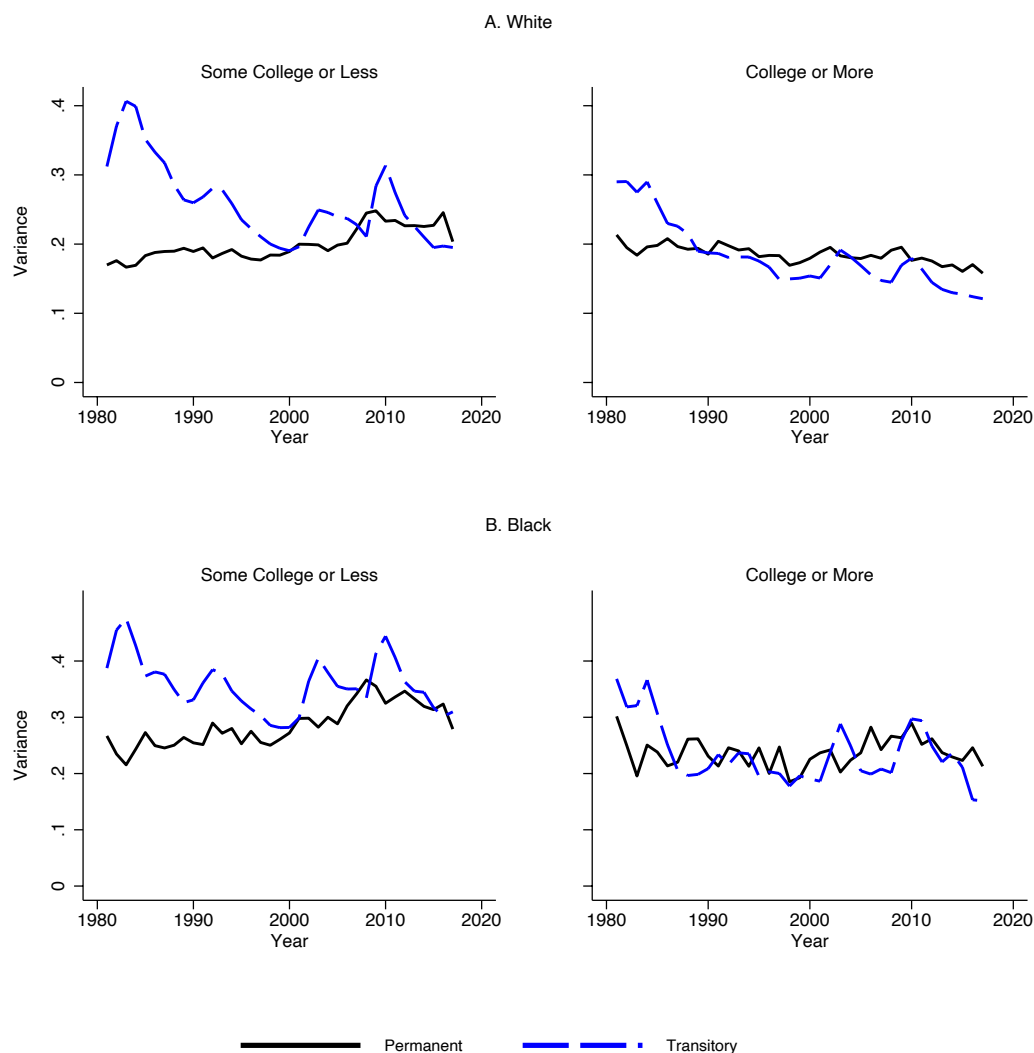 A. White
Some College or Less
College or More
Variance
.4
.3
.2
.1
0
1980 1990 2000 2010 2020
1980 1990 2000 2010 2020
Year
Year
B. Black
Some College or Less
College or More
Variance
.4
.3
.2
.1
0
1980 1990 2000 2010 2020
1980 1990 2000 2010 2020
Year
Year
Permanent
Transitory